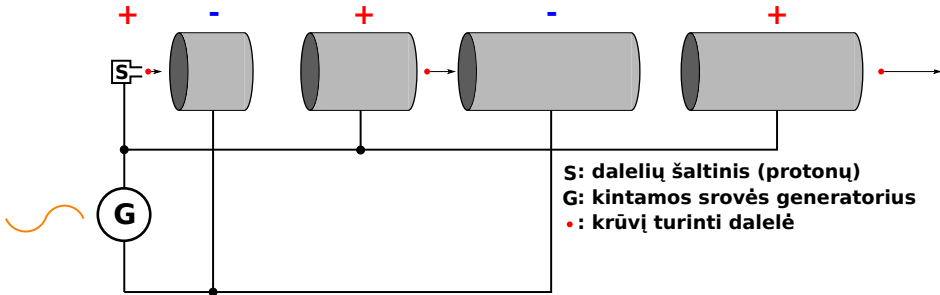 + - + - +
S
G
S: dalelių šaltinis (protonų)
G: kintamos srovės generatorius
: krūvį turinti dalelė